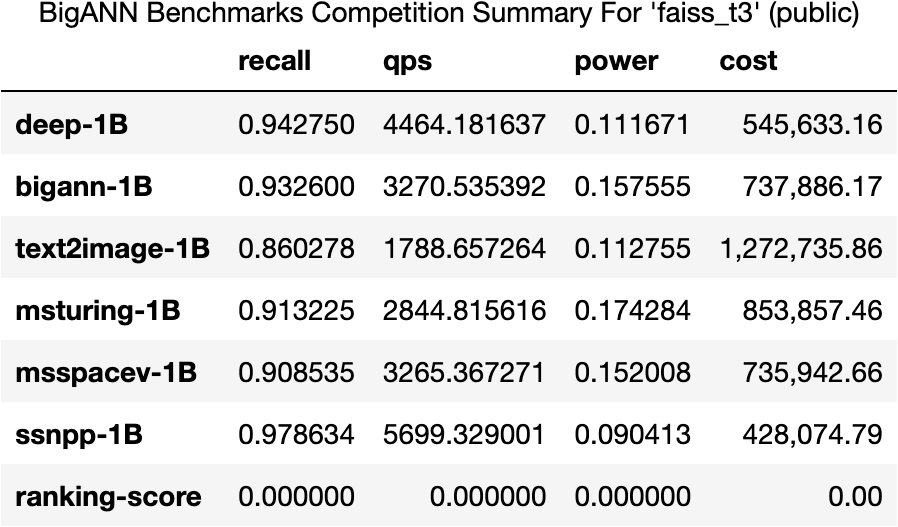 BigANN Benchmarks Competition Summary For 'faiss_t3' (public)
recall qps power cost
deep-1B 0.942750 4464.181637 0.111671 545,633.16
bigann-1B 0.932600 3270.535392 0.157555 737,886.17
text2image-1B 0.860278 1788.657264 0.112755 1,272,735.86
msturing-1B 0.913225 2844.815616 0.174284 853,857.46
msspacev-1B 0.908535 3265.367271 0.152008 735,942.66
ssnpp-1B 0.978634 5699.329001 0.090413 428,074.79
ranking-score 0.000000 0.000000 0.000000 0.00